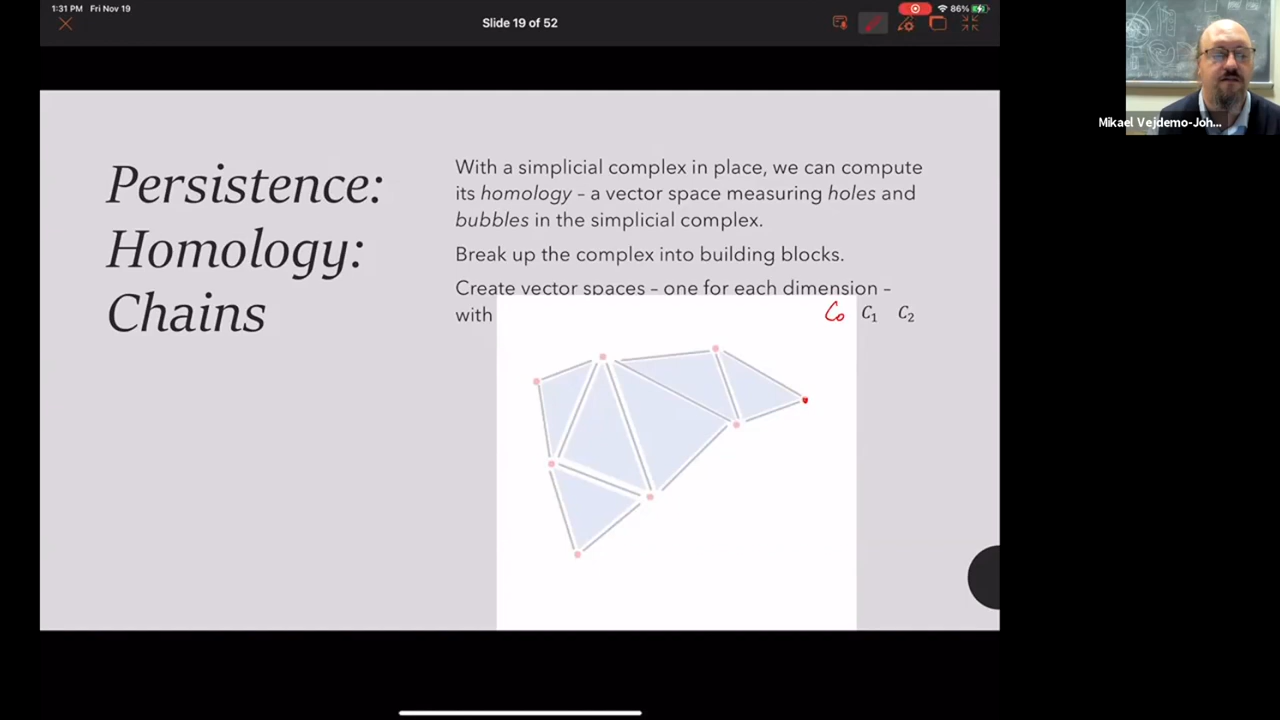 1:31 PM Fri Nov 19
86%
Slide 19 of 52
Mikael Vejdemo-Joh...
Persistence:
Homology:
Chains
With a simplicial complex in place, we can compute
its homology – a vector space measuring holes and
bubbles in the simplicial complex.
Break up the complex into building blocks.
Create vector spaces – one for each dimension –
with C₀ C₁ C₂